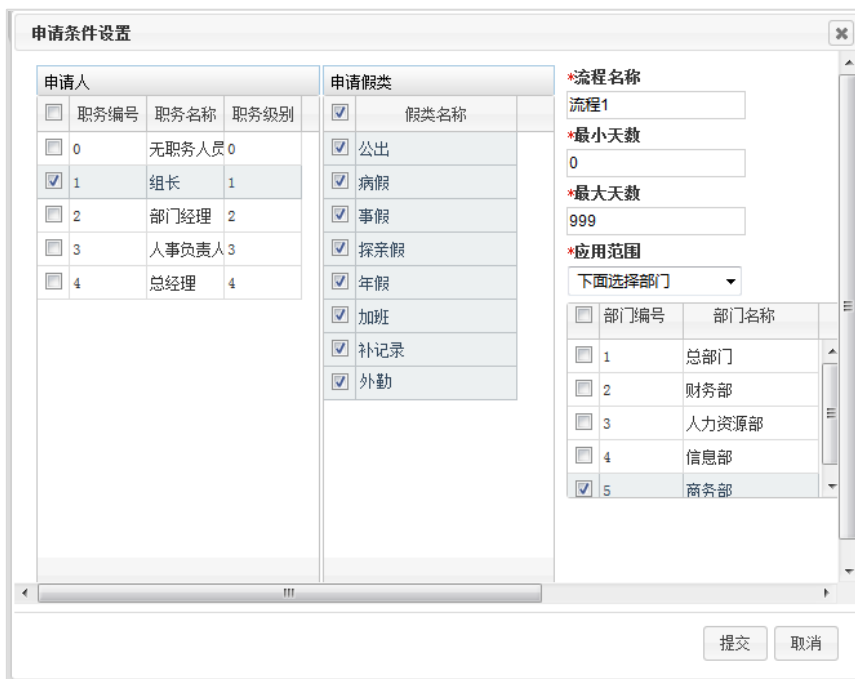 申请条件设置
申请人
职务编号 职务名称 职务级别
0 无职务人员 0
1 组长 1
2 部门经理 2
3 人事负责人 3
4 总经理 4
申请假类
假类名称
公出
病假
事假
探亲假
年假
加班
补记录
外勤
*流程名称
流程1
*最小天数
0
*最大天数
999
*应用范围
下面选择部门
部门编号 部门名称
1 总部门
2 财务部
3 人力资源部
4 信息部
5 商务部
提交 取消